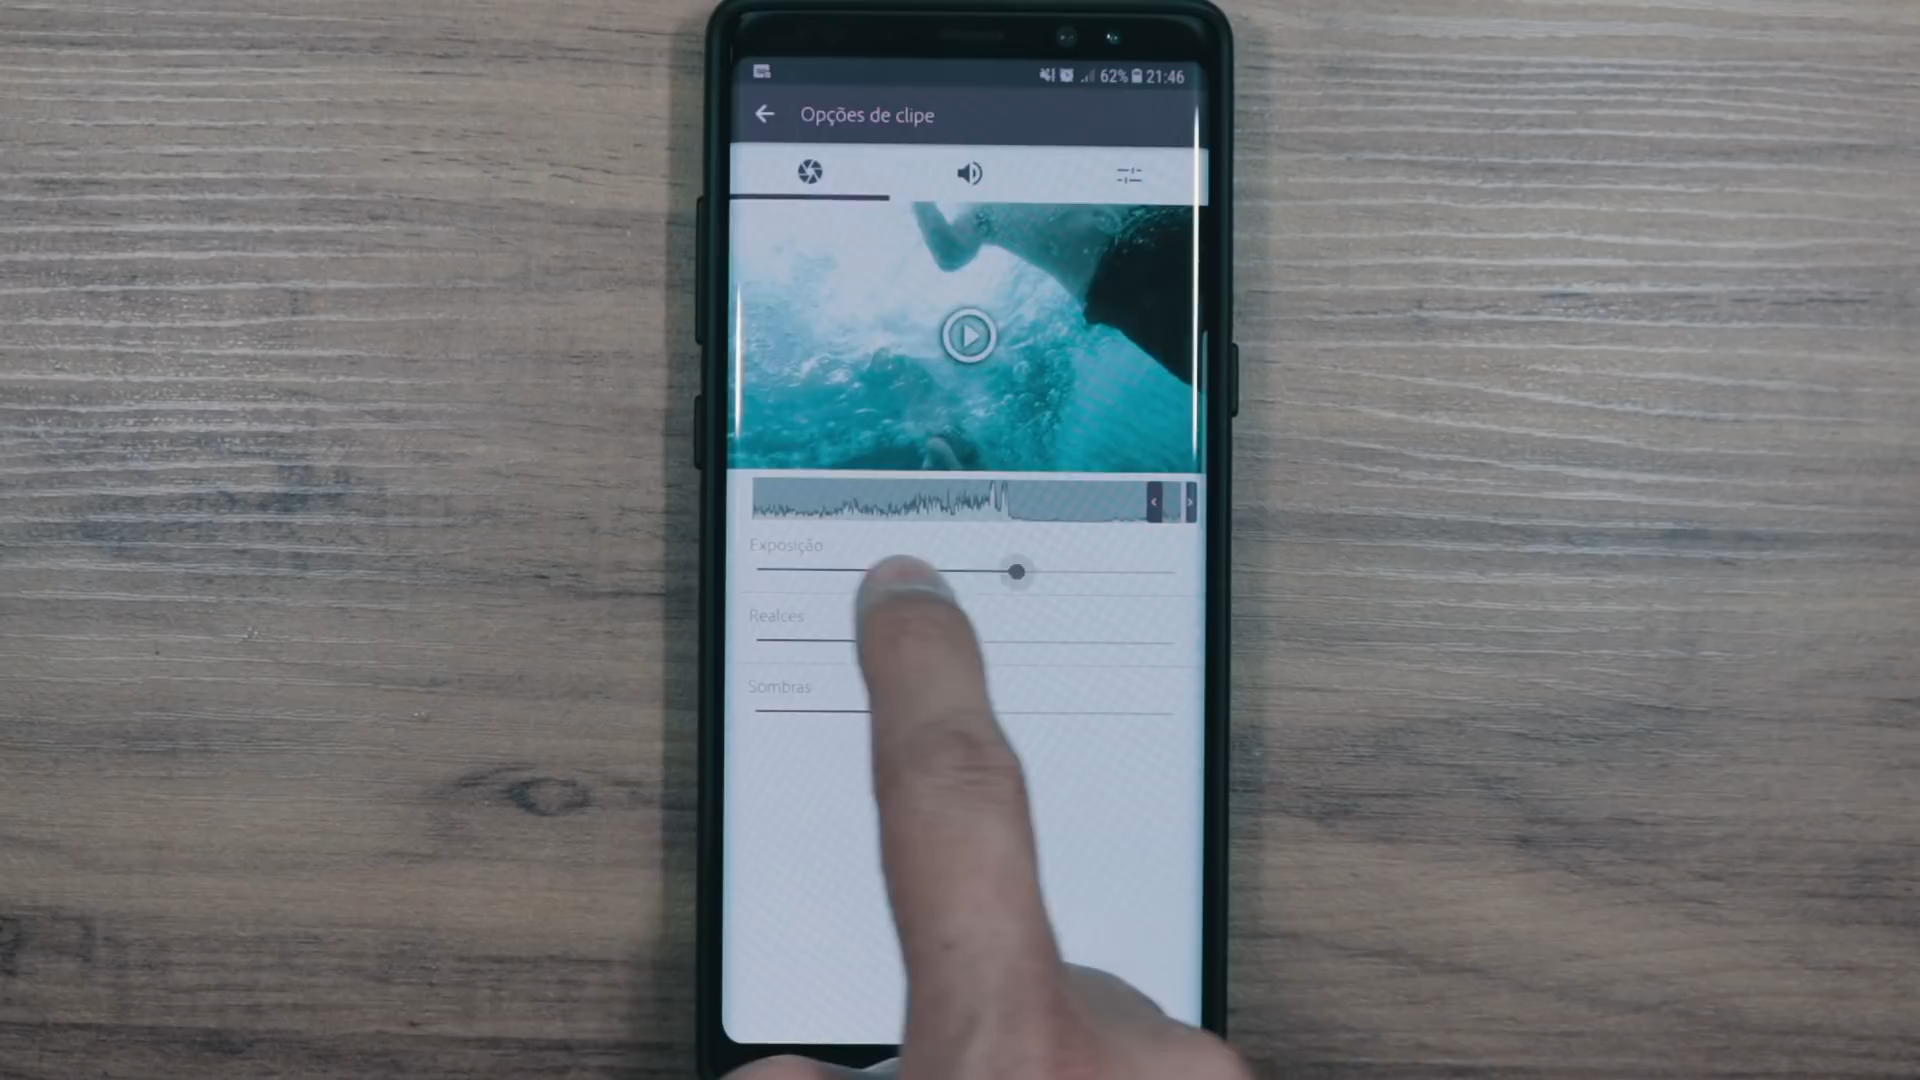 62% 21:46
Opções de clipe
Exposição
Realces
Sombras